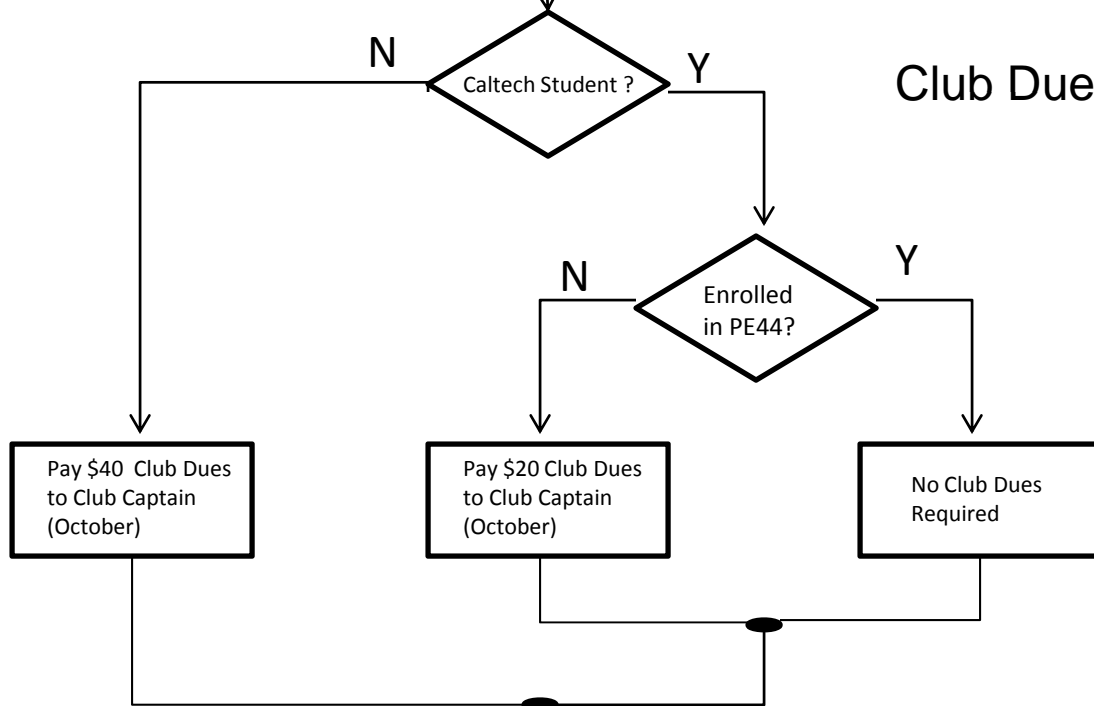 N
Y
Caltech Student ?
Club Due
N
Y
Enrolled
in PE44?
Pay $40 Club Dues
to Club Captain
(October)
Pay $20 Club Dues
to Club Captain
(October)
No Club Dues
Required